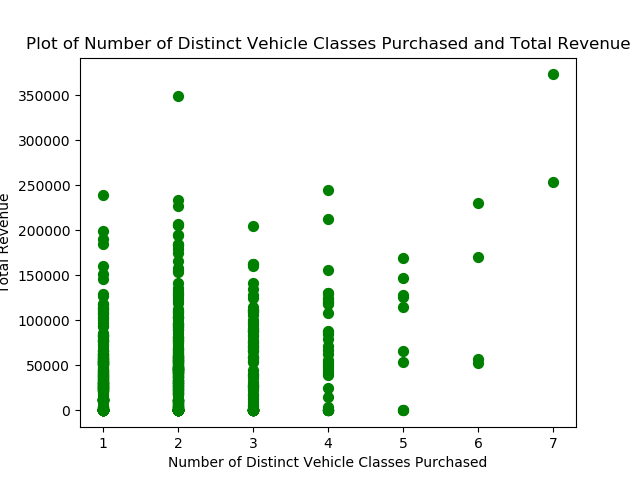 Plot of Number of Distinct Vehicle Classes Purchased and Total Revenue
350000
300000
250000
200000
150000
100000
50000
0
Total Revenue
1 2 3 4 5 6 7
Number of Distinct Vehicle Classes Purchased